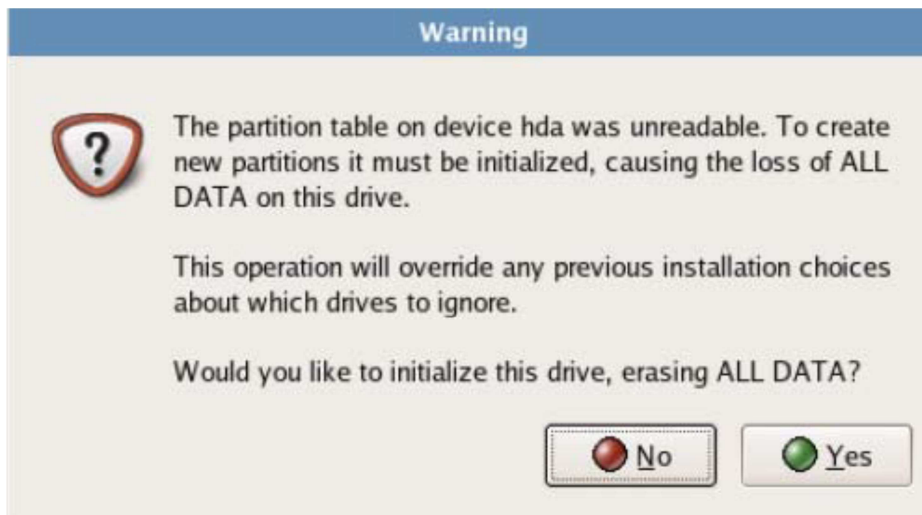 Warning
The partition table on device hda was unreadable. To create
new partitions it must be initialized, causing the loss of ALL
DATA on this drive.
This operation will override any previous installation choices
about which drives to ignore.
Would you like to initialize this drive, erasing ALL DATA?
No
Yes